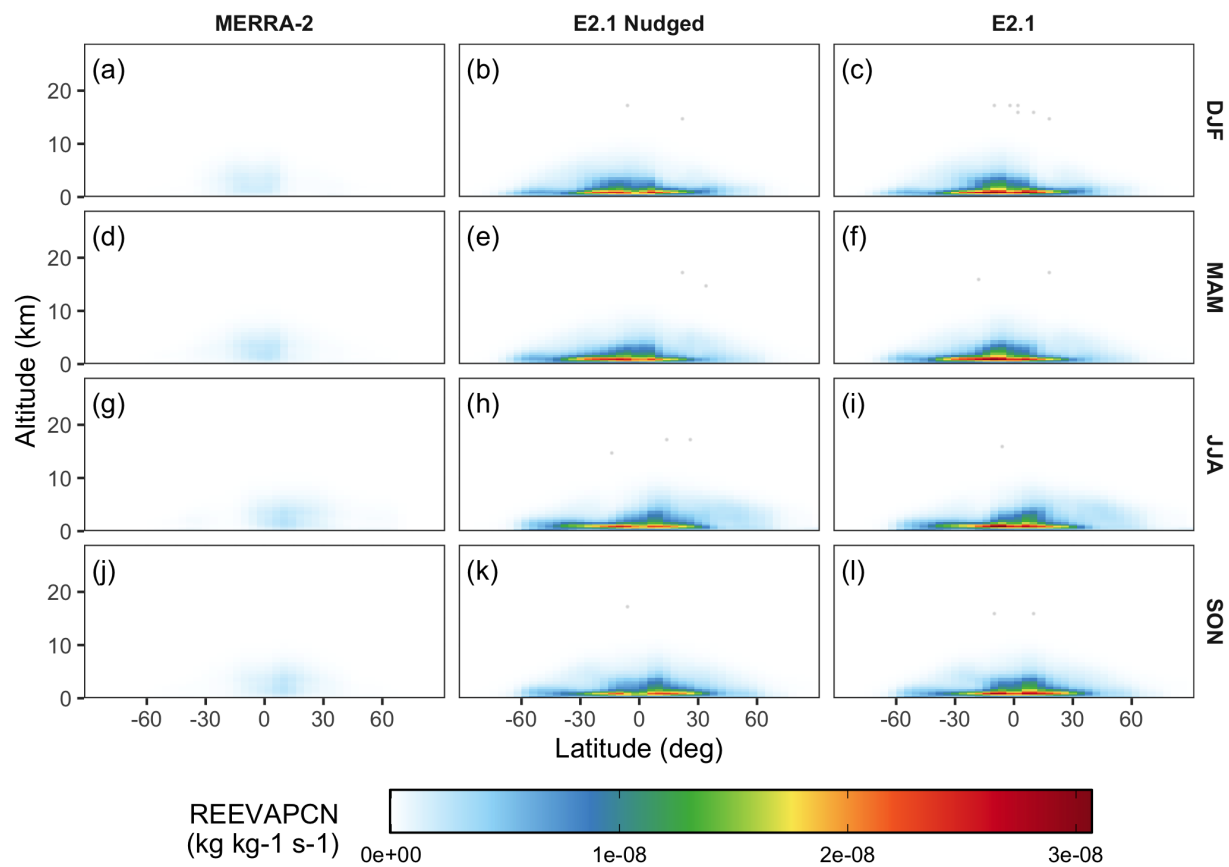 MERRA-2 E2.1 Nudged E2.1
(a) (b) (c)
20
10
0
DJF
(d) (e) (f)
20
10
0
MAM
Altitude (km)
(g) (h) (i)
20
10
0
JJA
(j) (k) (l)
20
10
0
SON
-60 -30 0 30 60 -60 -30 0 30 60 -60 -30 0 30 60
Latitude (deg)
REEVAPCN
(kg kg-1 s-1)
0e+00 1e-08 2e-08 3e-08